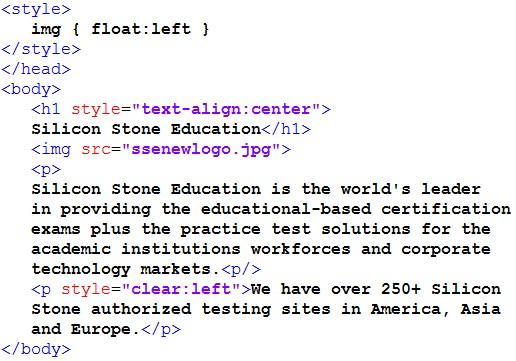 <style>
img { float:left }
</style>
</head>
<body>
<h1 style="text-align:center">
Silicon Stone Education</h1>
<img src="ssenewlogo.jpg">
<p>
Silicon Stone Education is the world's leader
in providing the educational-based certification
exams plus the practice test solutions for the
academic institutions workforces and corporate
technology markets.<p/>
<p style="clear:left">We have over 250+ Silicon
Stone authorized testing sites in America, Asia
and Europe.</p>
</body>